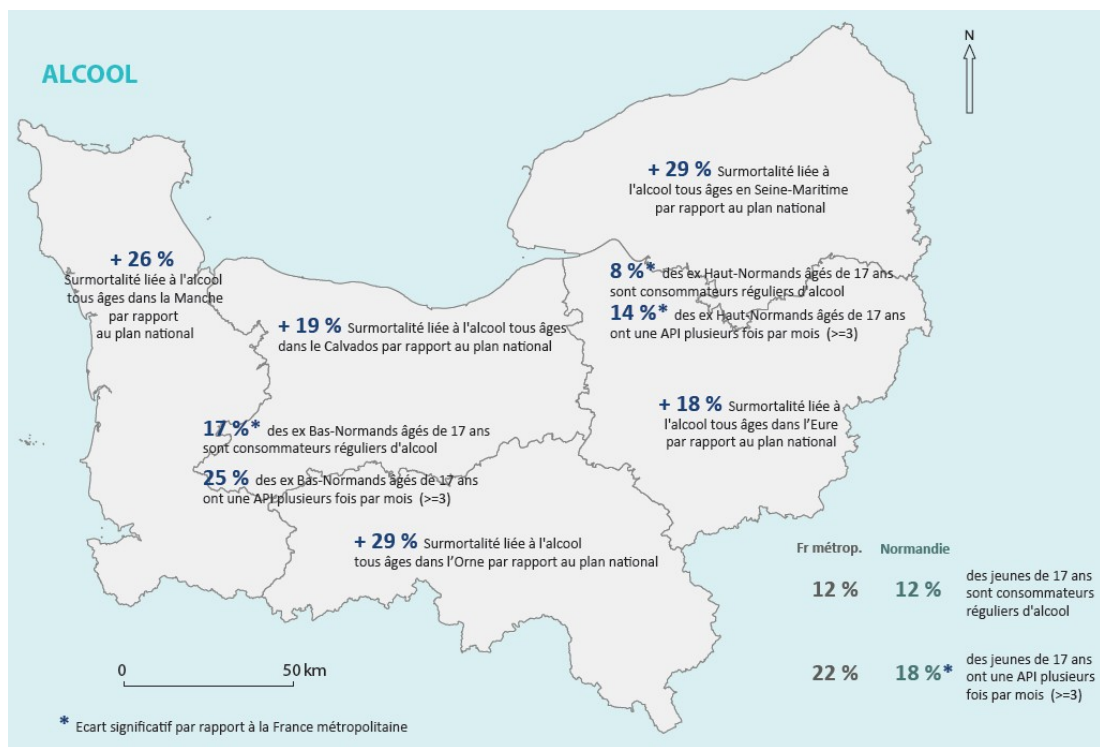 ALCOOL
N
+ 29 % Surmortalité liée à
l'alcool tous âges en Seine-Maritime
par rapport au plan national
+ 26 %
Surmortalité liée à l'alcool
tous âges dans la Manche
par rapport
au plan national
8 %* des ex Haut-Normands âgés de 17 ans
sont consommateurs réguliers d'alcool
14 %* des ex Haut-Normands âgés de 17 ans
ont une API plusieurs fois par mois (>=3)
+ 19 % Surmortalité liée à l'alcool tous âges
dans le Calvados par rapport au plan national
+ 18 % Surmortalité liée à
l'alcool tous âges dans l’Eure
par rapport au plan national
17 %* des ex Bas-Normands âgés de 17 ans
sont consommateurs réguliers d'alcool
25 % des ex Bas-Normands âgés de 17 ans
ont une API plusieurs fois par mois (>=3)
+ 29 % Surmortalité liée à l'alcool
tous âges dans l’Orne par rapport au plan national
Fr métrop. Normandie
12 % 12 % des jeunes de 17 ans
sont consommateurs
réguliers d'alcool
22 % 18 %* des jeunes de 17 ans
ont une API plusieurs
fois par mois (>=3)
0 50 km
* Ecart significatif par rapport à la France métropolitaine